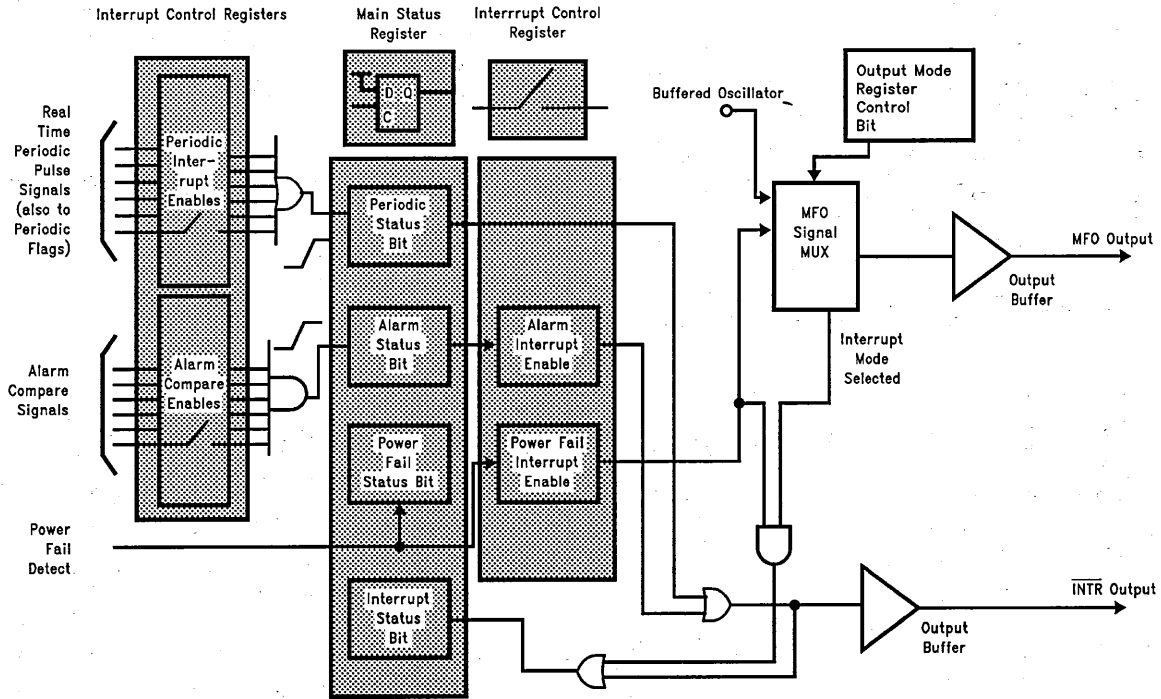 Interrupt Control Registers
Main Status
Register
Interrrupt Control
Register
D Q
C
Real
Time
Periodic
Pulse
Signals
(also to
Periodic
Flags)
Periodic
Inter-
rupt
Enables
Periodic
Status
Bit
Buffered Oscillator
Output Mode
Register
Control
Bit
MFO
Signal
MUX
MFO Output
Output
Buffer
Alarm
Compare
Signals
Alarm
Compare
Enables
Alarm
Status
Bit
Alarm
Interrupt
Enable
Interrupt
Mode
Selected
Power
Fail
Status Bit
Power Fail
Interrupt
Enable
Power
Fail
Detect
Interrupt
Status
Bit
INTR Output
Output
Buffer